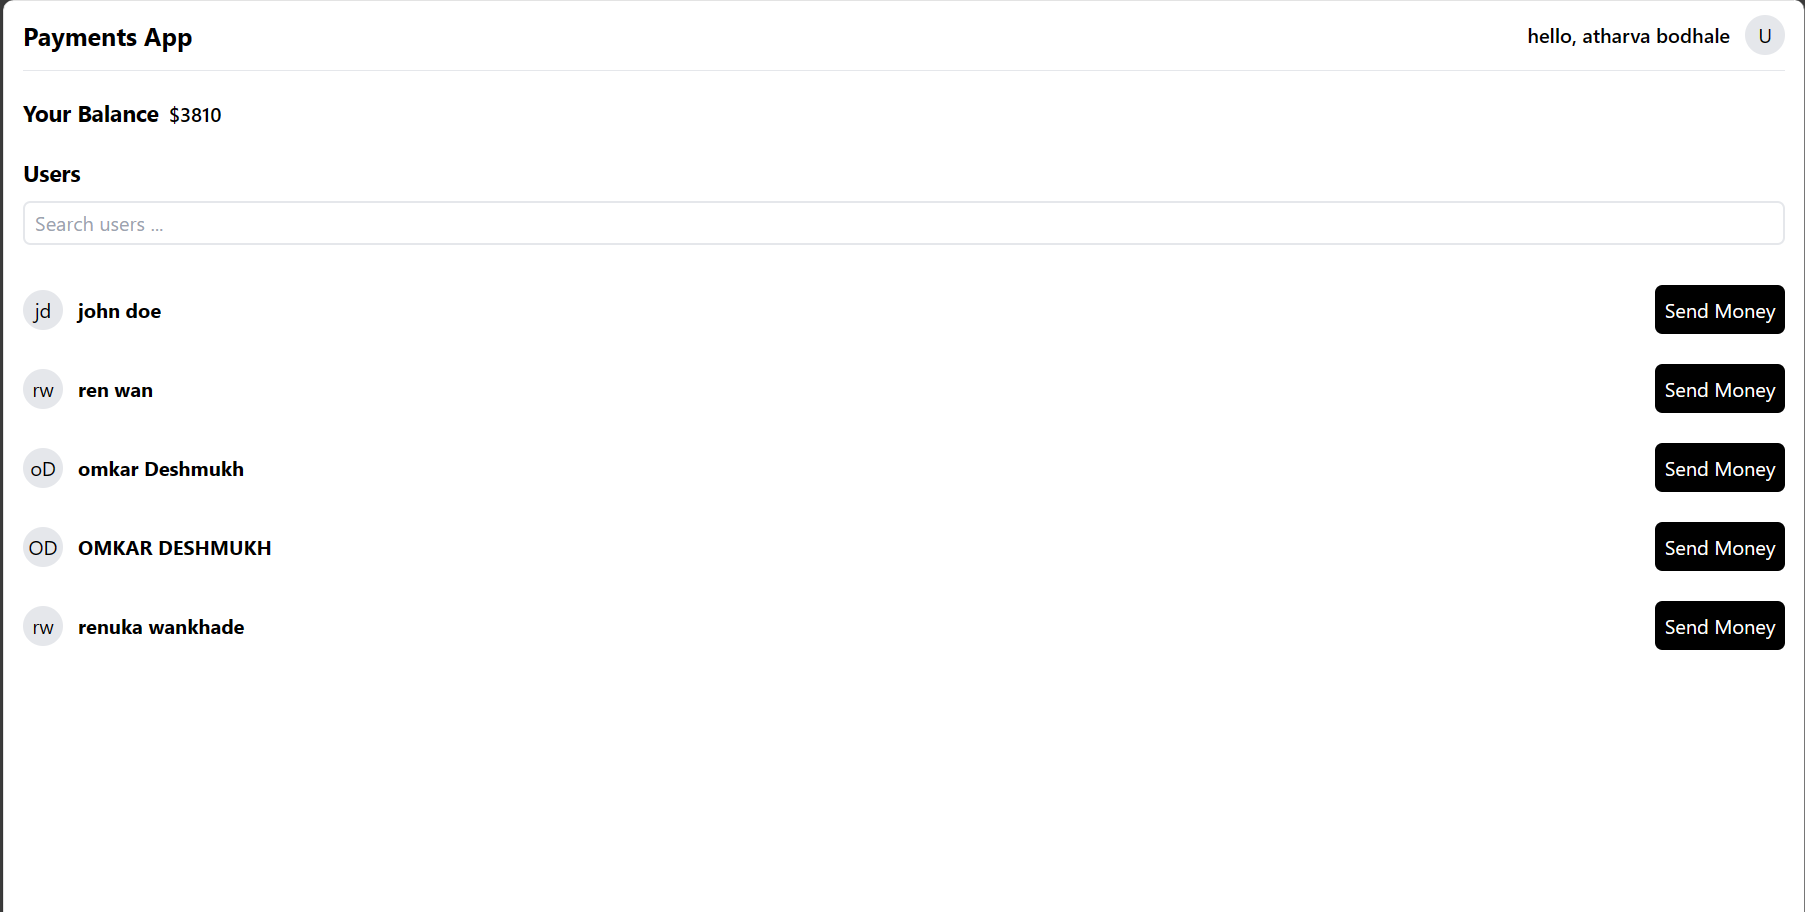 Payments App
hello, atharva bodhale U
Your Balance $3810
Users
Search users ...
jd john doe Send Money
rw ren wan Send Money
oD omkar Deshmukh Send Money
OD OMKAR DESHMUKH Send Money
rw renuka wankhade Send Money